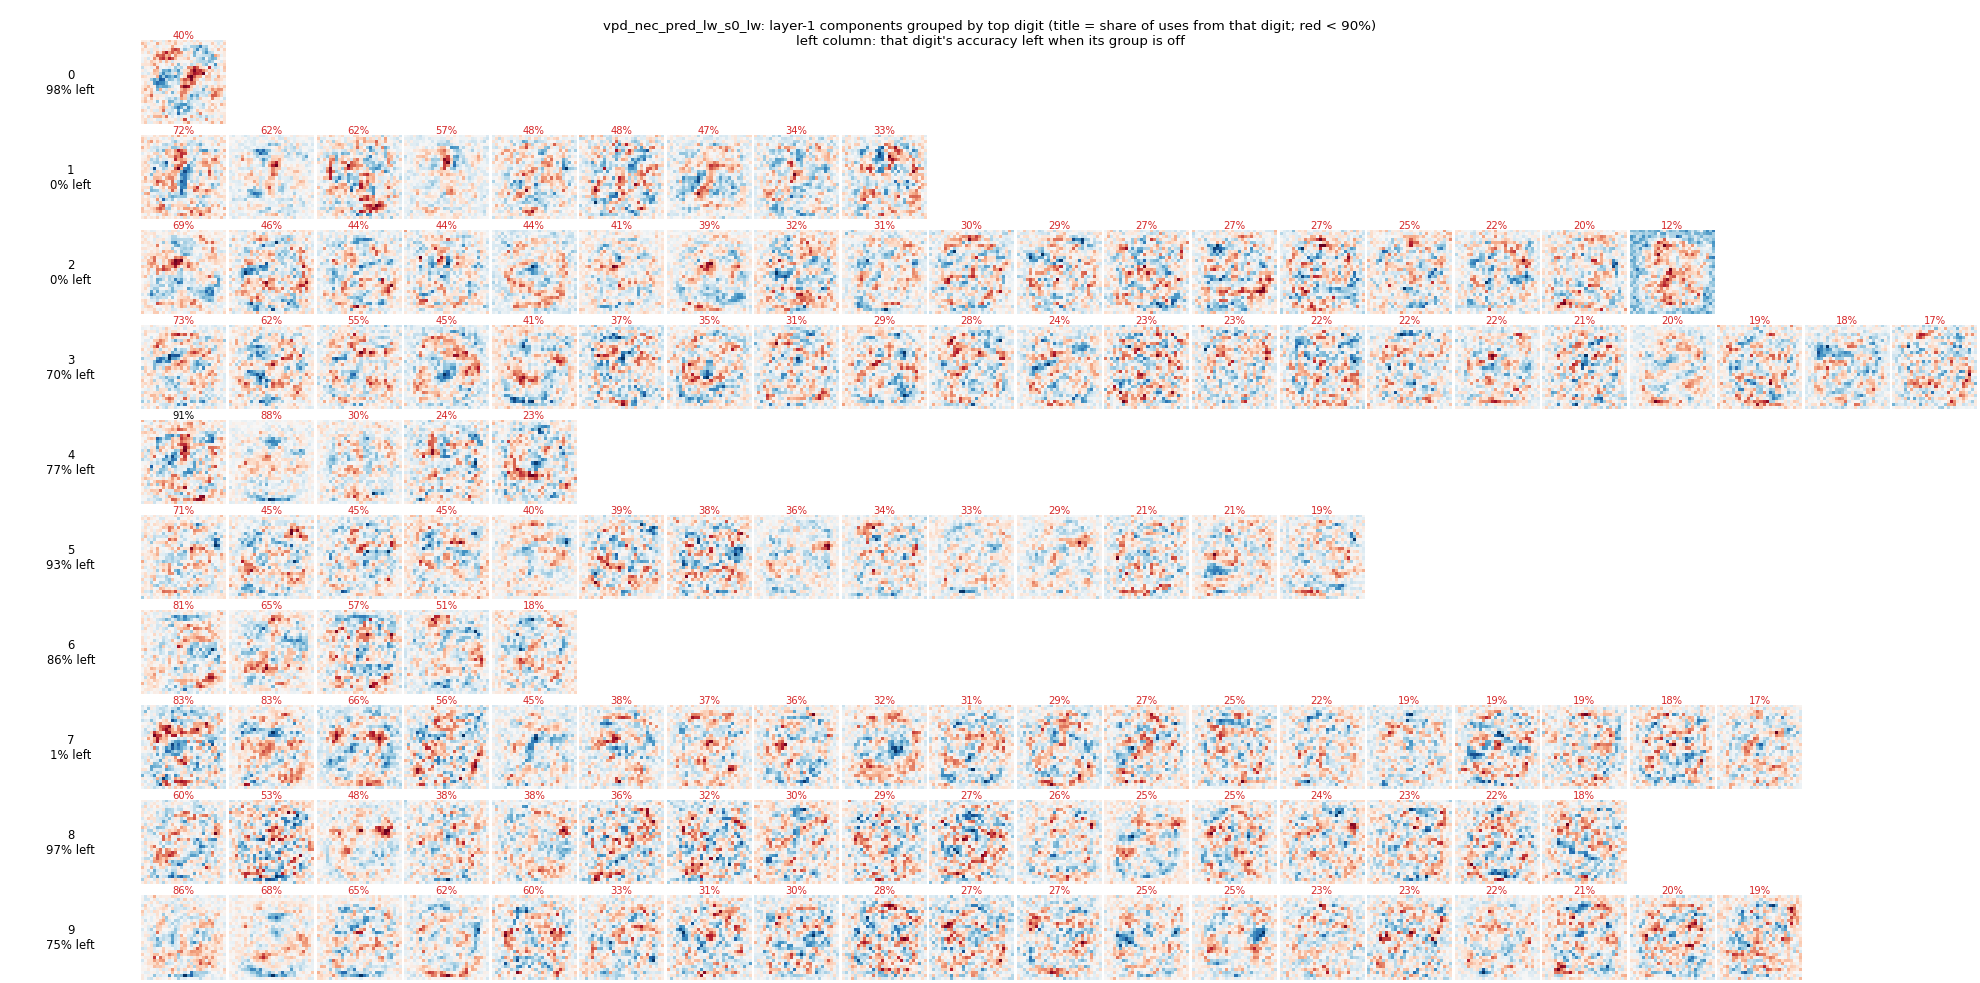 vpd_nec_pred_lw_s0_lw: layer-1 components grouped by top digit (title = share of uses from that digit; red < 90%)
left column: that digit's accuracy left when its group is off
40%
0
98% left
72% 62% 62% 57% 48% 48% 47% 34% 33%
1
0% left
69% 46% 44% 44% 44% 41% 39% 32% 31% 30% 29% 27% 27% 27% 25% 22% 20% 12%
2
0% left
73% 62% 55% 45% 41% 37% 35% 31% 29% 28% 24% 23% 23% 22% 22% 22% 21% 20% 19% 18% 17%
3
70% left
91% 88% 30% 24% 23%
4
77% left
71% 45% 45% 45% 40% 39% 38% 36% 34% 33% 29% 21% 21% 19%
5
93% left
81% 65% 57% 51% 18%
6
86% left
83% 83% 66% 56% 45% 38% 37% 36% 32% 31% 29% 27% 25% 22% 19% 19% 19% 18% 17%
7
1% left
60% 53% 48% 38% 38% 36% 32% 30% 29% 27% 26% 25% 25% 24% 23% 22% 18%
8
97% left
86% 68% 65% 62% 60% 33% 31% 30% 28% 27% 27% 25% 25% 23% 23% 22% 21% 20% 19%
9
75% left